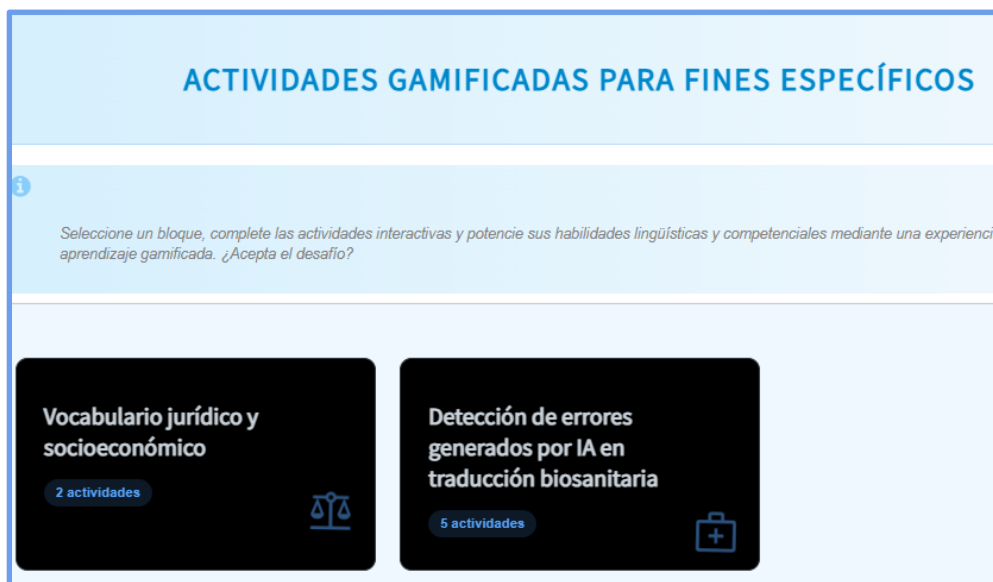 ACTIVIDADES GAMIFICADAS PARA FINES ESPECÍFICOS
Seleccione un bloque, complete las actividades interactivas y potencie sus habilidades lingüísticas y competenciales mediante una experienci
aprendizaje gamificada. ¿Acepta el desafío?
Vocabulario jurídico y
socioeconómico
2 actividades
Detección de errores
generados por IA en
traducción biosanitaria
5 actividades